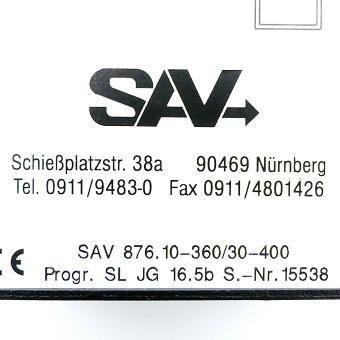 SAV
Schießplatzstr. 38a 90469 Nürnberg
Tel. 0911/9483-0 Fax 0911/4801426
CE SAV 876.10-360/30-400
Progr. SL JG 16.5b S.-Nr.15538